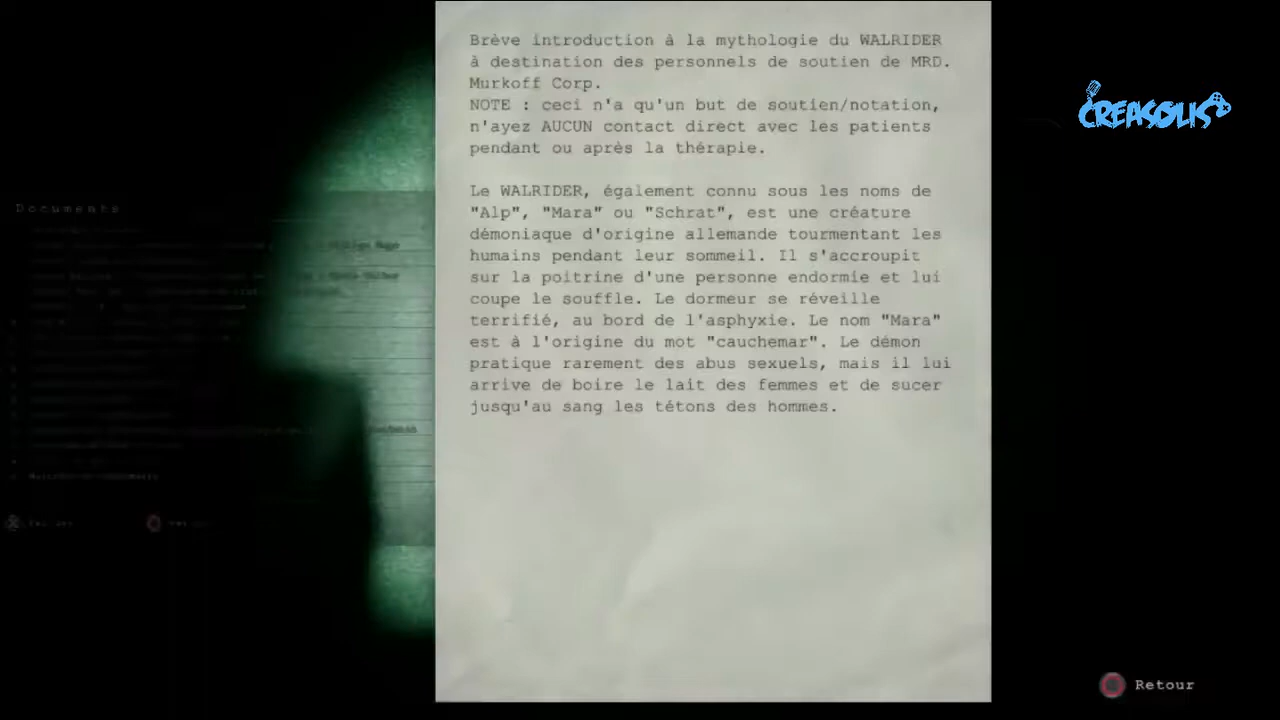 Brève introduction à la mythologie du WALRIDER
à destination des personnels de soutien de MRD.
Murkoff Corp.
NOTE : ceci n'a qu'un but de soutien/notation,
n'ayez AUCUN contact direct avec les patients
pendant ou après la thérapie.
Le WALRIDER, également connu sous les noms de
"Alp", "Mara" ou "Schrat", est une créature
démoniaque d'origine allemande tourmentant les
humains pendant leur sommeil. Il s'accroupit
sur la poitrine d'une personne endormie et lui
coupe le souffle. Le dormeur se réveille
terrifié, au bord de l'asphyxie. Le nom "Mara"
est à l'origine du mot "cauchemar". Le démon
pratique rarement des abus sexuels, mais il lui
arrive de boire le lait des femmes et de sucer
jusqu'au sang les tétons des hommes.
CREASOLIS
Documents
Retour